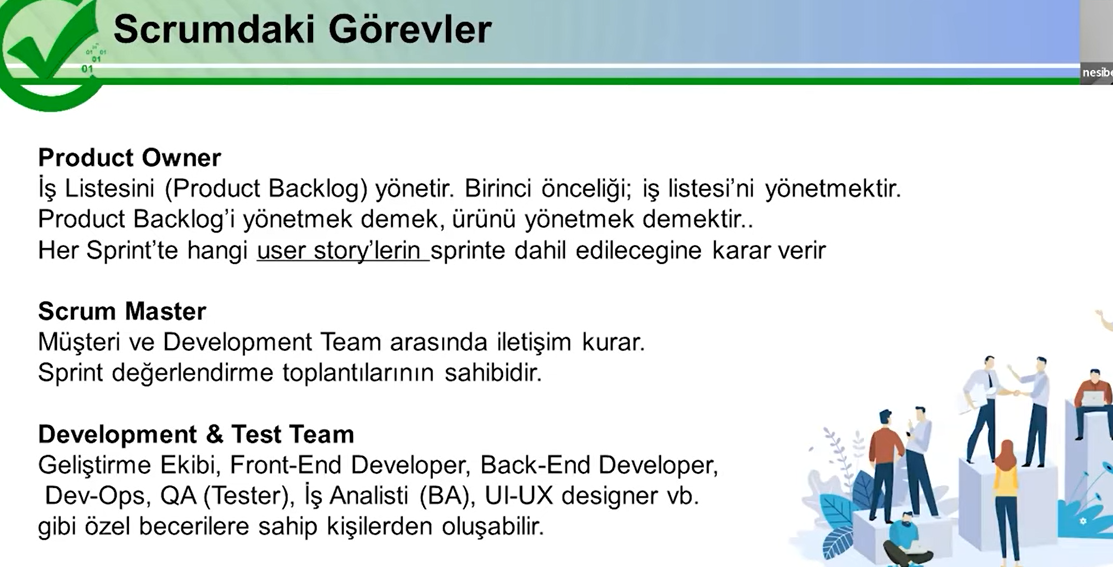 Scrumdaki Görevler
nesibe
Product Owner
İş Listesini (Product Backlog) yönetir. Birinci önceliği; iş listesi’ni yönetmektir.
Product Backlog’i yönetmek demek, ürünü yönetmek demektir..
Her Sprint’te hangi user story’lerin sprinte dahil edilecegine karar verir
Scrum Master
Müşteri ve Development Team arasında iletişim kurar.
Sprint değerlendirme toplantılarının sahibidir.
Development & Test Team
Geliştirme Ekibi, Front-End Developer, Back-End Developer,
Dev-Ops, QA (Tester), İş Analisti (BA), UI-UX designer vb.
gibi özel becerilere sahip kişilerden oluşabilir.